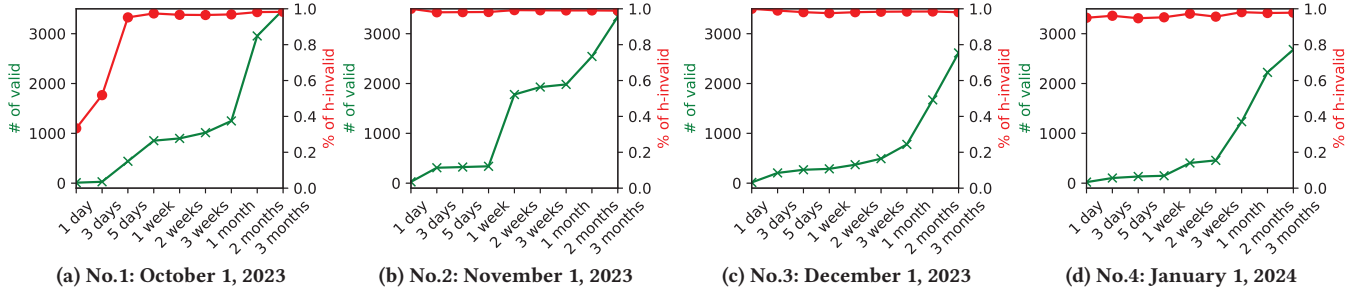 3000
2000
1000
0
# of valid
1.0
0.8
0.6
0.4
0.2
0.0
% of h-invalid
1 day
3 days
5 days
1 week
2 weeks
3 weeks
1 month
2 months
3 months
(a) No.1: October 1, 2023
3000
2000
1000
0
# of valid
1.0
0.8
0.6
0.4
0.2
0.0
% of h-invalid
1 day
3 days
5 days
1 week
2 weeks
3 weeks
1 month
2 months
3 months
(b) No.2: November 1, 2023
3000
2000
1000
0
# of valid
1.0
0.8
0.6
0.4
0.2
0.0
% of h-invalid
1 day
3 days
5 days
1 week
2 weeks
3 weeks
1 month
2 months
3 months
(c) No.3: December 1, 2023
3000
2000
1000
0
# of valid
1.0
0.8
0.6
0.4
0.2
0.0
% of h-invalid
1 day
3 days
5 days
1 week
2 weeks
3 weeks
1 month
2 months
3 months
(d) No.4: January 1, 2024